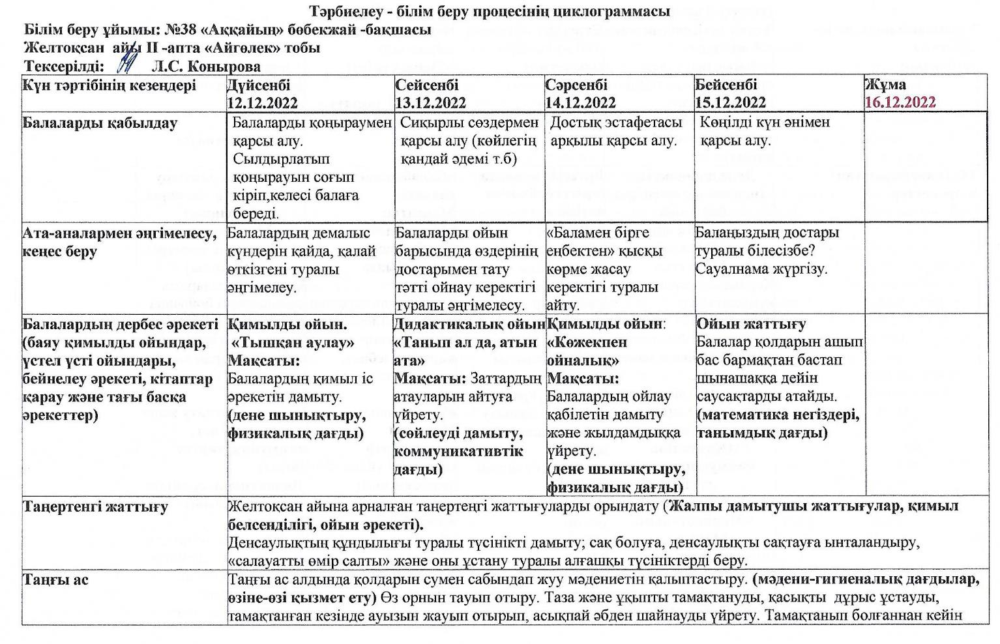 Тәрбиелеу - білім беру процесінің циклограммасы
Білім беру ұйымы: №38 «Аққайың» бөбекжай -бақшасы
Желтоқсан айы II -апта «Айгөлек» тобы
Тексерілді: Л.С. Конырова
Күн тәртібінің кезеңдері
Дүйсенбі
12.12.2022
Сейсенбі
13.12.2022
Сәрсенбі
14.12.2022
Бейсенбі
15.12.2022
Жұма
16.12.2022
Балаларды қабылдау
Балаларды қоңыраумен
қарсы алу.
Сылдырлатып
қоңырауын соғып
кіріп,келесі балаға
береді.
Сиқырлы сөздермен
қарсы алу (көйлегің
қандай әдемі т.б)
Достық эстафетасы
арқылы қарсы алу.
Көңілді күн әнімен
қарсы алу.
Ата-аналармен әңгімелесу,
кеңес беру
Балалардың демалыс
күндерін қайда, қалай
өткізгені туралы
әңгімелеу.
Балаларды ойын
барысында өздерінің
достарымен тату
тәтті ойнау керектігі
туралы әңгімелесу.
«Баламен бірге
еңбектен» қысқы
көрме жасау
керектігі туралы
айту.
Балаңыздың достары
туралы білесізбе?
Сауалнама жүргізу.
Балалардың дербес әрекеті
(баяу қимылды ойындар,
үстел үсті ойындары,
бейнелеу әрекеті, кітаптар
қарау және тағы басқа
әрекеттер)
Қимылды ойын.
«Тышқан аулау»
Мақсаты:
Балалардың қимыл іс
әрекетін дамыту.
(дене шынықтыру,
физикалық дағды)
Дидактикалық ойын
«Танып ал да, атын
ата»
Мақсаты: Заттардың
атауларын айтуға
үйрету.
(сөйлеуді дамыту,
коммуникативтік
дағды)
Қимылды ойын:
«Көжекпен
ойналық»
Мақсаты:
Балалардың ойлау
қабілетін дамыту
және жылдамдыққа
үйрету.
(дене шынықтыру,
физикалық дағды)
Ойын жаттығу
Балалар қолдарын ашып
бас бармақтан бастап
шынашаққа дейін
саусақтарды атайды.
(математика негіздері,
танымдық дағды)
Таңертенгі жаттығу
Желтоқсан айына арналған таңертеңгі жаттығуларды орындату (Жалпы дамытушы жаттығулар, қимыл
белсенділігі, ойын әрекеті).
Денсаулықтың құндылығы туралы түсінікті дамыту; сақ болуға, денсаулықты сақтауға ынталандыру,
«салауатты өмір салты» және оны ұстану туралы алғашқы түсініктерді беру.
Таңғы ас
Таңғы ас алдында қолдарын сумен сабындап жуу мәдениетін қалыптастыру. (мәдени-гигиеналық дағдылар,
өзіне-өзі қызмет ету) Өз орнын тауып отыру. Таза және ұқыпты тамақтануды, қасықты дұрыс ұстауды,
тамақтанған кезінде ауызын жауып отырып, асықпай әбден шайнауды үйрету. Тамақтанып болғаннан кейін